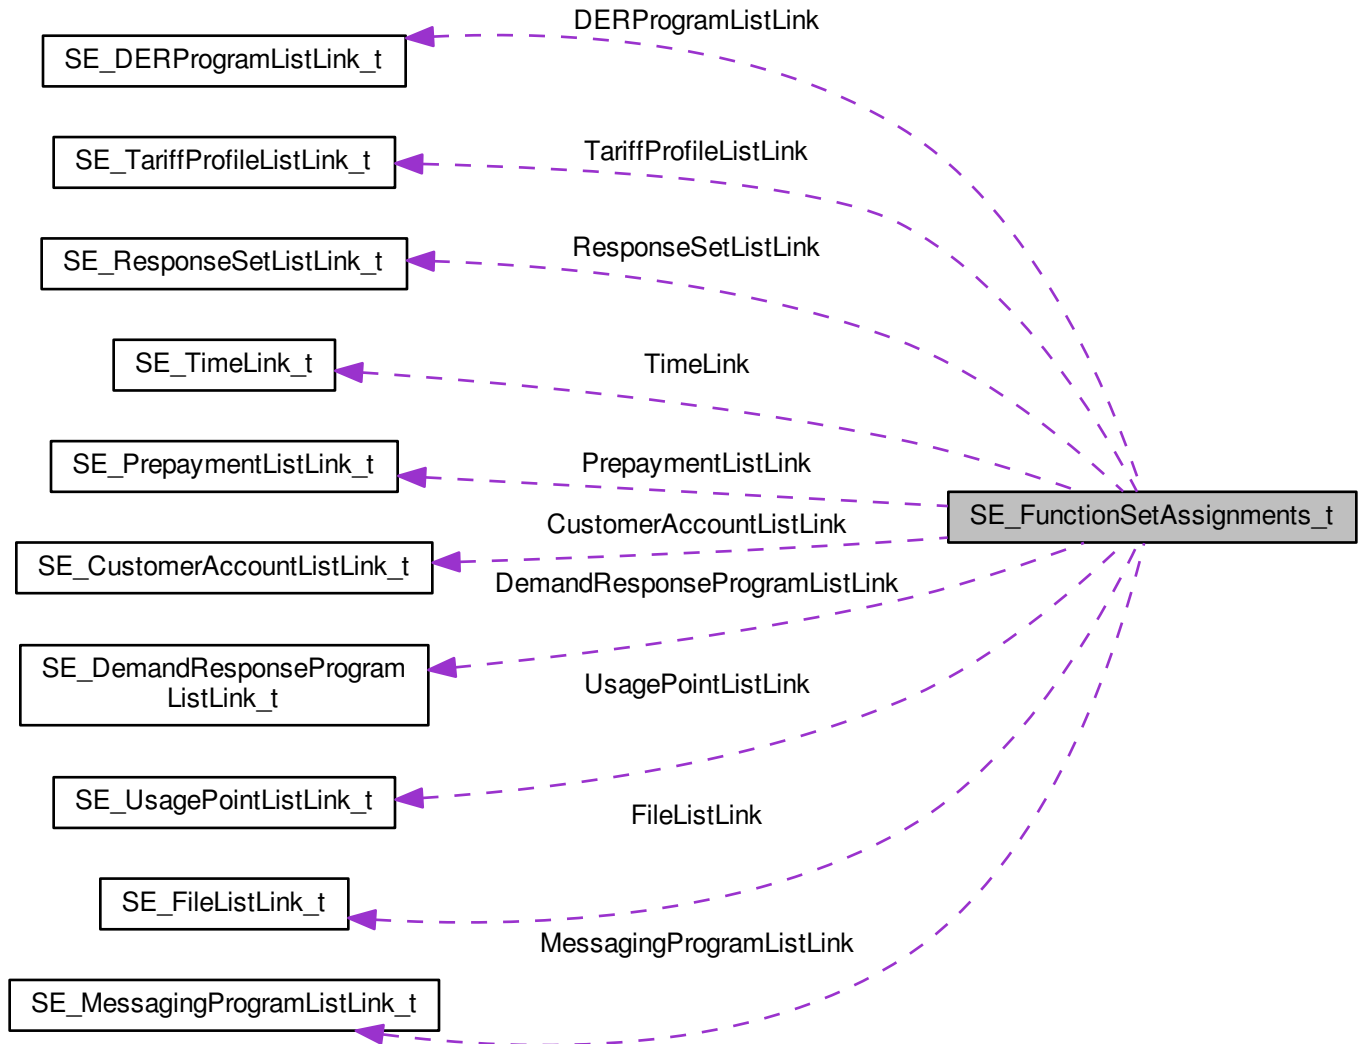 DERProgramListLink
SE_DERProgramListLink_t
TariffProfileListLink
SE_TariffProfileListLink_t
ResponseSetListLink
SE_ResponseSetListLink_t
TimeLink
SE_TimeLink_t
PrepaymentListLink
SE_PrepaymentListLink_t
SE_FunctionSetAssignments_t
CustomerAccountListLink
SE_CustomerAccountListLink_t
DemandResponseProgramListLink
SE_DemandResponseProgram
ListLink_t
UsagePointListLink
SE_UsagePointListLink_t
FileListLink
SE_FileListLink_t
MessagingProgramListLink
SE_MessagingProgramListLink_t